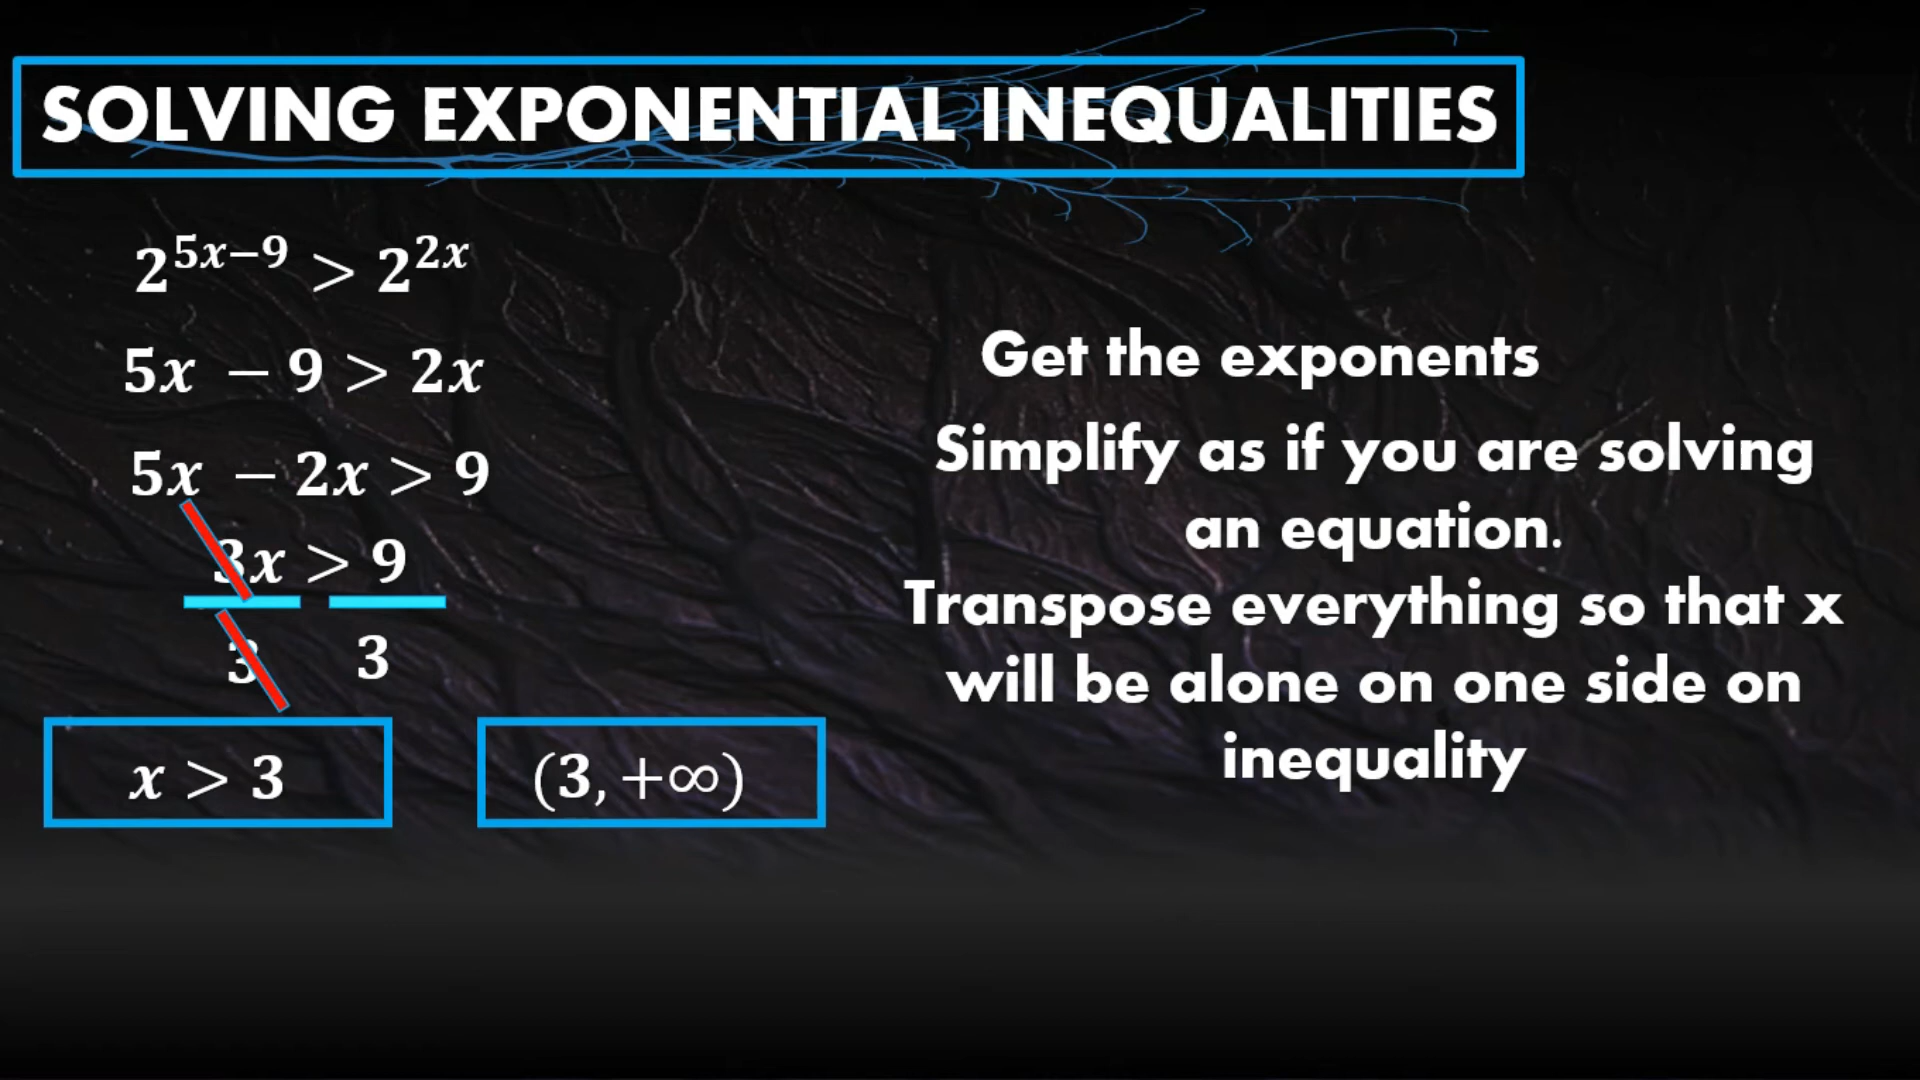 SOLVING EXPONENTIAL INEQUALITIES
2^{5x−9} > 2^{2x}
5x − 9 > 2x
5x − 2x > 9
3x > 9
3 3
x > 3
(3, +∞)
Get the exponents
Simplify as if you are solving
an equation.
Transpose everything so that x
will be alone on one side on
inequality